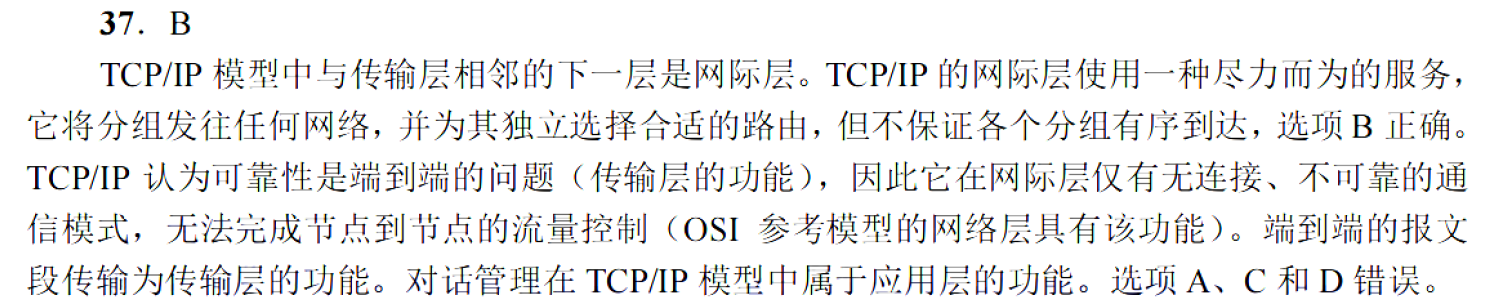 37．B
TCP/IP 模型中与传输层相邻的下一层是网际层。TCP/IP 的网际层使用一种尽力而为的服务，
它将分组发往任何网络，并为其独立选择合适的路由，但不保证各个分组有序到达，选项 B 正确。
TCP/IP 认为可靠性是端到端的问题（传输层的功能），因此它在网际层仅有无连接、不可靠的通
信模式，无法完成节点到节点的流量控制（OSI 参考模型的网络层具有该功能）。端到端的报文
段传输为传输层的功能。对话管理在 TCP/IP 模型中属于应用层的功能。选项 A、C 和 D 错误。